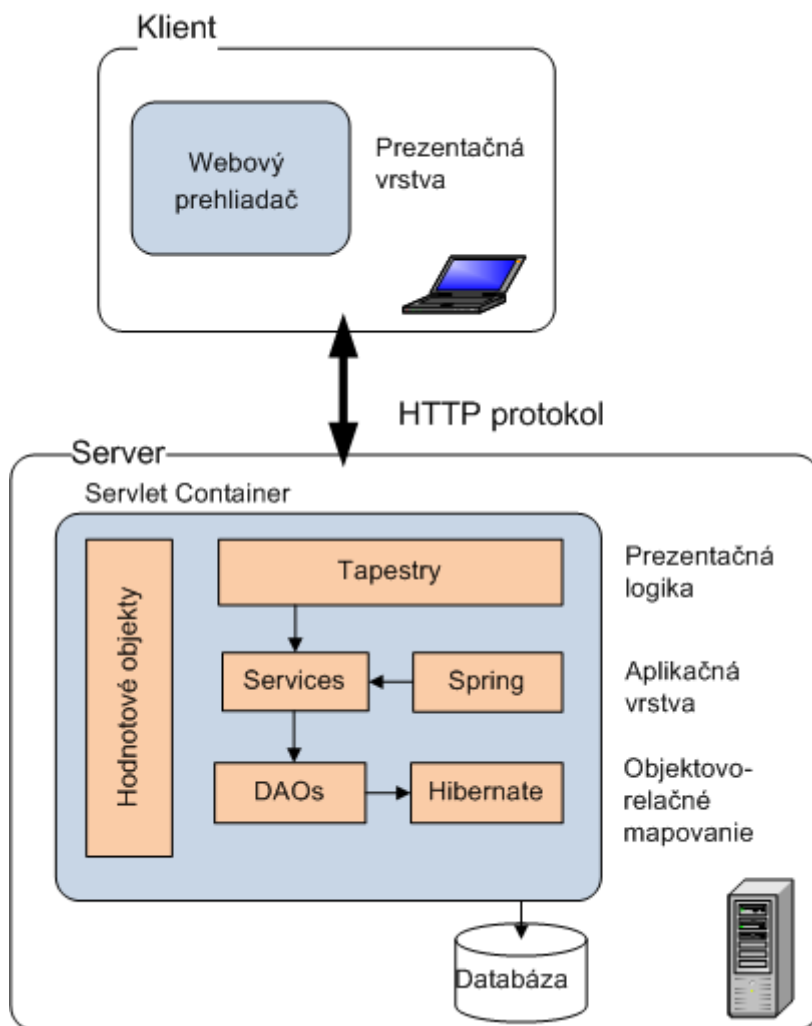 Klient
Webový
prehliadač
Prezentačná
vrstva
HTTP protokol
Server
Servlet Container
Hodnotové objekty
Tapestry
Prezentačná
logika
Services
Spring
Aplikačná
vrstva
DAOs
Hibernate
Objektovo-
relačné
mapovanie
Databáza